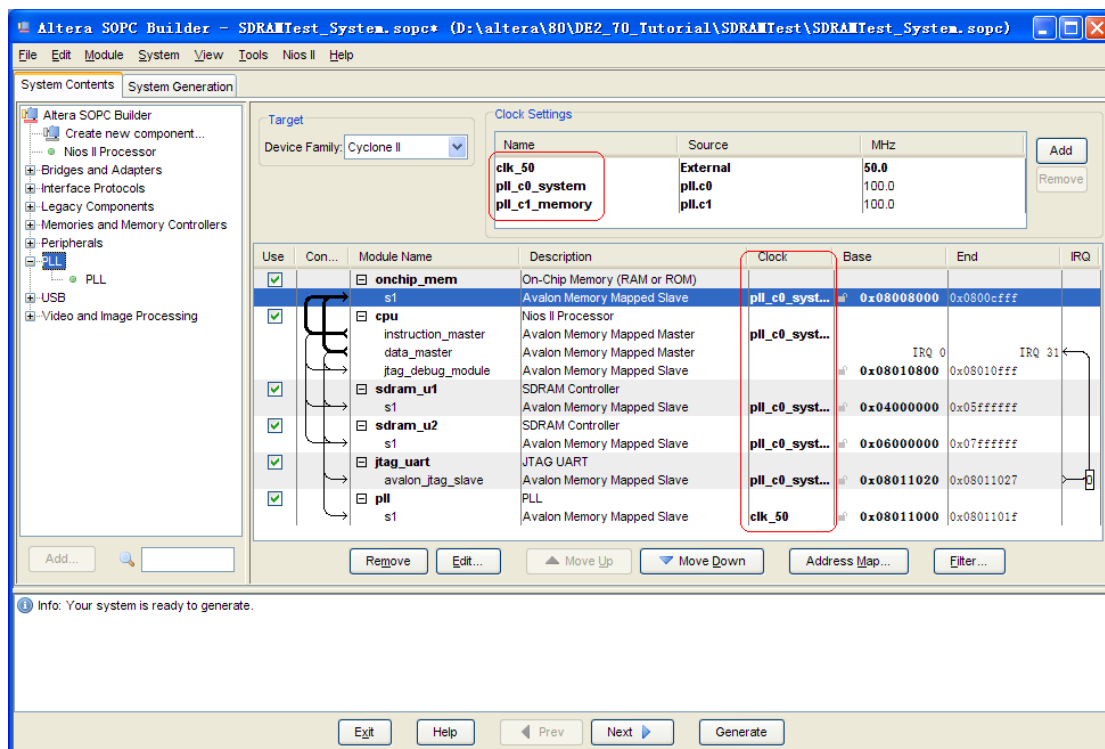 Altera SOPC Builder - SDRAMTest_System.sopc* (D:\altera\80\DE2_70_Tutorial\SDRAMTest\SDRAMTest_System.sopc)
File Edit Module System View Tools Nios II Help
System Contents System Generation
Altera SOPC Builder
Create new component...
Nios II Processor
Bridges and Adapters
Interface Protocols
Legacy Components
Memories and Memory Controllers
Peripherals
PLL
PLL
USB
Video and Image Processing
Add...
Target
Device Family: Cyclone II
Clock Settings
Name Source MHz
clk_50 External 50.0
pll_c0_system pll.c0 100.0
pll_c1_memory pll.c1 100.0
Add
Remove
Use Con... Module Name Description Clock Base End IRQ
onchip_mem On-Chip Memory (RAM or ROM)
s1 Avalon Memory Mapped Slave pll_c0_syst... 0x08008000 0x0800cfff
cpu Nios II Processor
instruction_master Avalon Memory Mapped Master pll_c0_syst...
data_master Avalon Memory Mapped Master IRQ 0 IRQ 31
jtag_debug_module Avalon Memory Mapped Slave 0x08010800 0x08010fff
sdram_u1 SDRAM Controller
s1 Avalon Memory Mapped Slave pll_c0_syst... 0x04000000 0x05ffffff
sdram_u2 SDRAM Controller
s1 Avalon Memory Mapped Slave pll_c0_syst... 0x06000000 0x07ffffff
jtag_uart JTAG UART
avalon_jtag_slave Avalon Memory Mapped Slave pll_c0_syst... 0x08011020 0x08011027 0
pll PLL
s1 Avalon Memory Mapped Slave clk_50 0x08011000 0x0801101f
Remove Edit... Move Up Move Down Address Map... Filter...
Info: Your system is ready to generate.
Exit Help Prev Next Generate